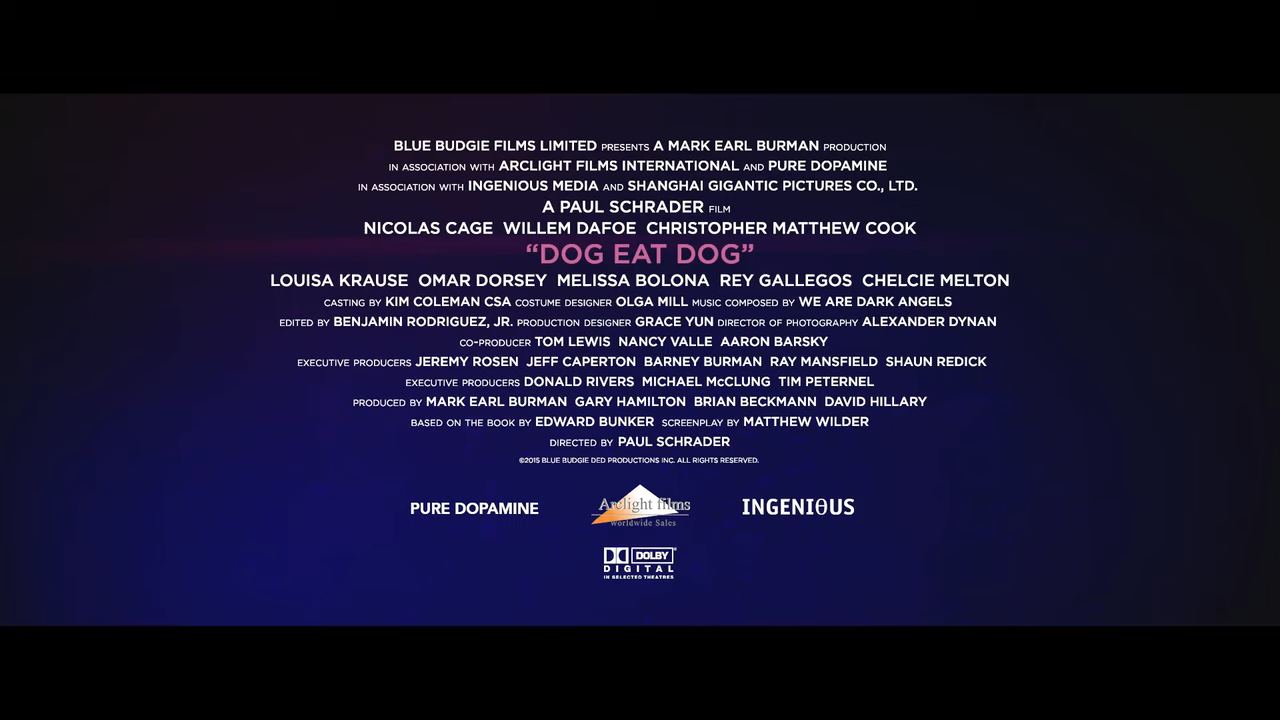 BLUE BUDGIE FILMS LIMITED PRESENTS A MARK EARL BURMAN PRODUCTION
IN ASSOCIATION WITH ARCLIGHT FILMS INTERNATIONAL AND PURE DOPAMINE
IN ASSOCIATION WITH INGENIOUS MEDIA AND SHANGHAI GIGANTIC PICTURES CO., LTD.
A PAUL SCHRADER FILM
NICOLAS CAGE WILLEM DAFOE CHRISTOPHER MATTHEW COOK
“DOG EAT DOG”
LOUISA KRAUSE OMAR DORSEY MELISSA BOLONA REY GALLEGOS CHELCIE MELTON
CASTING BY KIM COLEMAN CSA COSTUME DESIGNER OLGA MILL MUSIC COMPOSED BY WE ARE DARK ANGELS
EDITED BY BENJAMIN RODRIGUEZ, JR. PRODUCTION DESIGNER GRACE YUN DIRECTOR OF PHOTOGRAPHY ALEXANDER DYNAN
CO-PRODUCER TOM LEWIS NANCY VALLE AARON BARSKY
EXECUTIVE PRODUCERS JEREMY ROSEN JEFF CAPERTON BARNEY BURMAN RAY MANSFIELD SHAUN REDICK
EXECUTIVE PRODUCERS DONALD RIVERS MICHAEL McCLUNG TIM PETERNEL
PRODUCED BY MARK EARL BURMAN GARY HAMILTON BRIAN BECKMANN DAVID HILLARY
BASED ON THE BOOK BY EDWARD BUNKER SCREENPLAY BY MATTHEW WILDER
DIRECTED BY PAUL SCHRADER
©2015 BLUE BUDGIE DED PRODUCTIONS INC. ALL RIGHTS RESERVED.
PURE DOPAMINE
Arclight films
Worldwide Sales
INGENIθUS
DOLBY
DIGITAL
IN SELECTED THEATRES